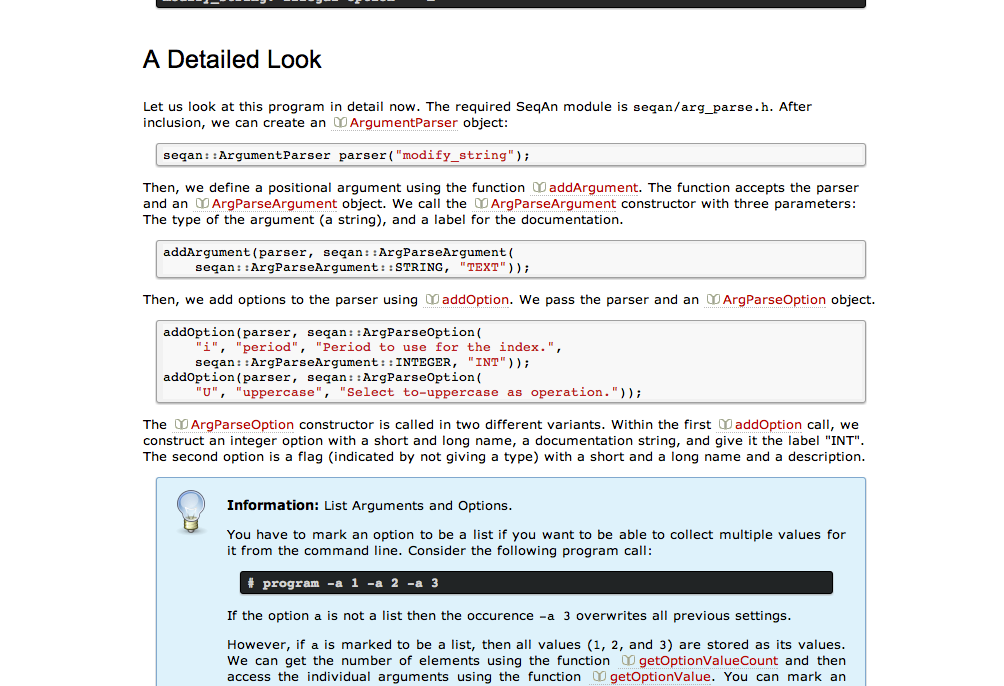 A Detailed Look
Let us look at this program in detail now. The required SeqAn module is seqan/arg_parse.h. After
inclusion, we can create an ArgumentParser object:
seqan::ArgumentParser parser("modify_string");
Then, we define a positional argument using the function addArgument. The function accepts the parser
and an ArgParseArgument object. We call the ArgParseArgument constructor with three parameters:
The type of the argument (a string), and a label for the documentation.
addArgument(parser, seqan::ArgParseArgument(
seqan::ArgParseArgument::STRING, "TEXT"));
Then, we add options to the parser using addOption. We pass the parser and an ArgParseOption object.
addOption(parser, seqan::ArgParseOption(
"i", "period", "Period to use for the index.",
seqan::ArgParseArgument::INTEGER, "INT"));
addOption(parser, seqan::ArgParseOption(
"U", "uppercase", "Select to-uppercase as operation."));
The ArgParseOption constructor is called in two different variants. Within the first addOption call, we
construct an integer option with a short and long name, a documentation string, and give it the label "INT".
The second option is a flag (indicated by not giving a type) with a short and a long name and a description.
Information: List Arguments and Options.
You have to mark an option to be a list if you want to be able to collect multiple values for
it from the command line. Consider the following program call:
# program -a 1 -a 2 -a 3
If the option a is not a list then the occurence -a 3 overwrites all previous settings.
However, if a is marked to be a list, then all values (1, 2, and 3) are stored as its values.
We can get the number of elements using the function getOptionValueCount and then
access the individual arguments using the function getOptionValue. You can mark an